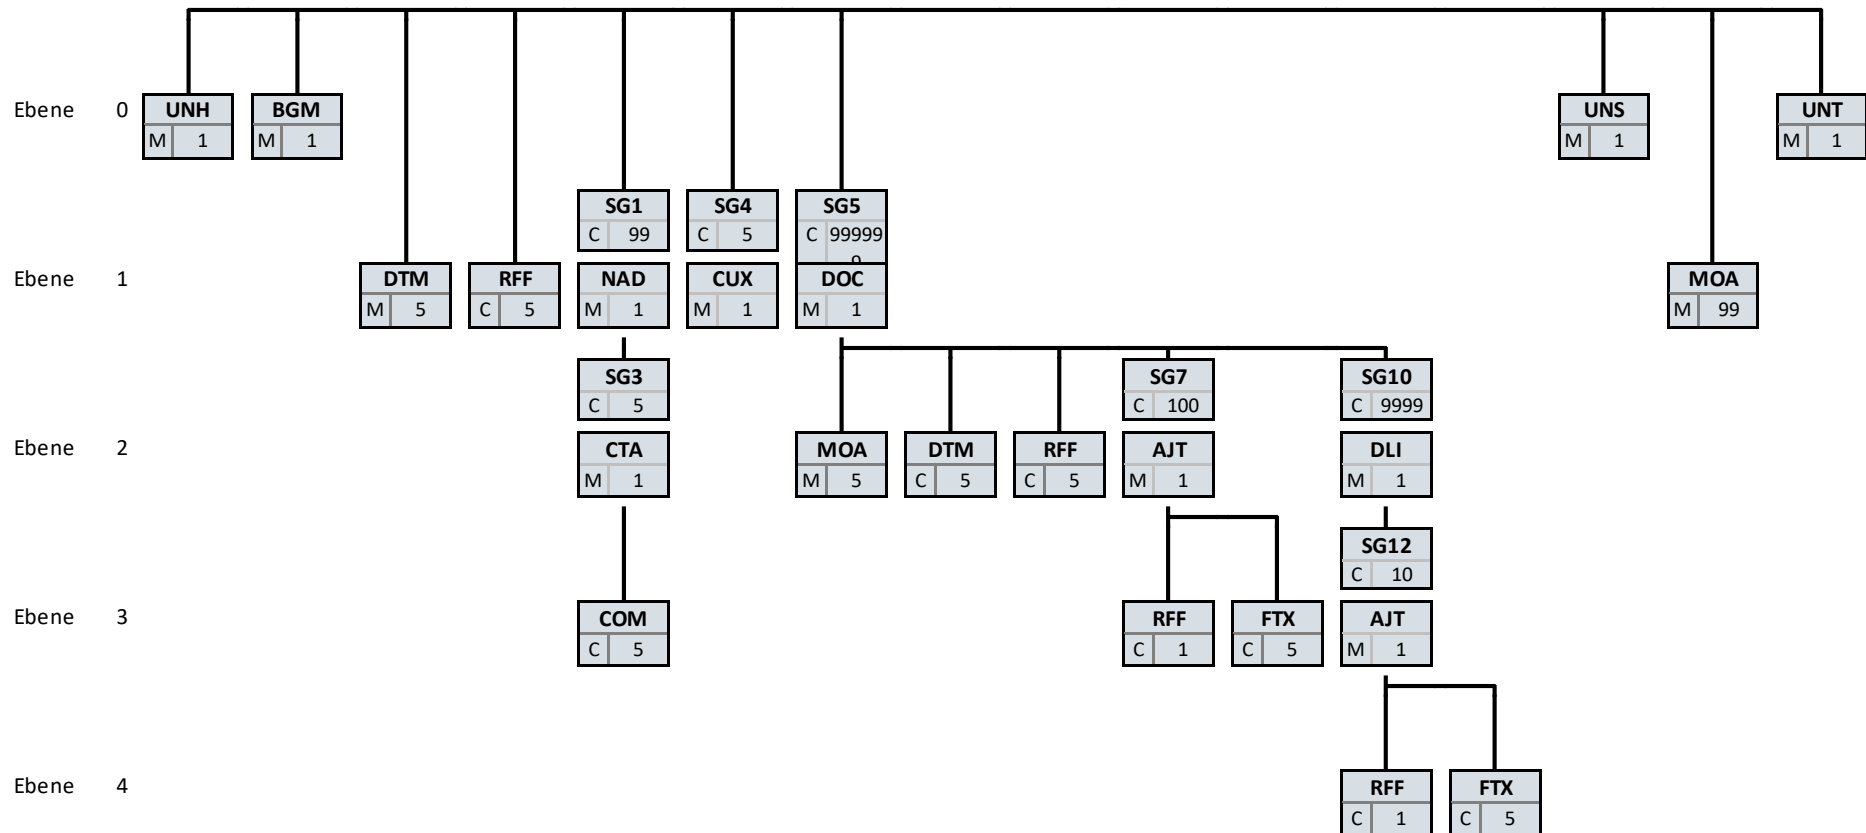 Ebene 0 UNH BGM UNS UNT
M 1 M 1 M 1 M 1
SG1 SG4 SG5
C 99 C 5 C 99999
Ebene 1 DTM RFF NAD CUX DOC MOA
M 5 C 5 M 1 M 1 M 1 M 99
SG3 SG7 SG10
C 5 C 100 C 9999
Ebene 2 CTA MOA DTM RFF AJT DLI
M 1 M 5 C 5 C 5 M 1 M 1
SG12
C 10
Ebene 3 COM RFF FTX AJT
C 5 C 1 C 5 M 1
Ebene 4 RFF FTX
C 1 C 5